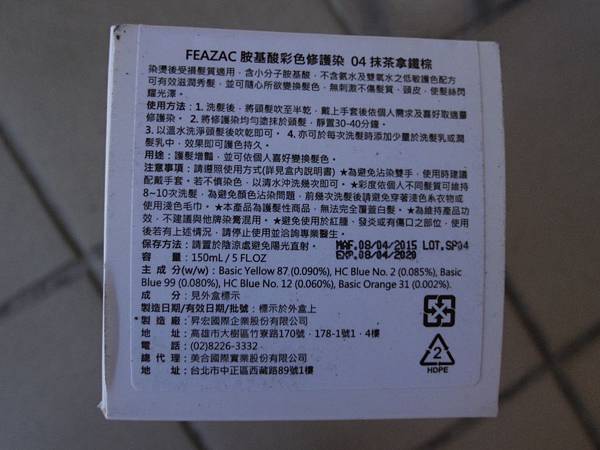 FEAZAC 胺基酸彩色修護染 04 抹茶拿鐵棕
染燙後受損髮質適用，含小分子胺基酸，不含氨水及雙氧水之低敏護色配方
可有效滋潤秀髮，並可隨心所欲變換髮色，無刺激不傷髮質、頭皮，使髮絲閃
耀光澤。
使用方法：1. 洗髮後，將頭髮吹至半乾，戴上手套後依個人需求及喜好取適量
修護染。 2. 將修護染均勻塗抹於頭髮，靜置30-40分鐘。
3. 以溫水洗淨頭髮後吹乾即可。 4. 亦可於每次洗髮時添加少量於洗髮乳或潤
髮乳中，效果即可護色持久。
用途：護髮增豔，並可依個人喜好變換髮色。
注意事項：請遵照使用方式(詳見盒內說明書) ★為避免沾染雙手，使用時建議
配戴手套。若不慎染色，以清水沖洗幾次即可。 ★彩度依個人不同髮質可維持
8~10次洗髮，為避免顏色沾染問題，前幾次洗髮後請避免穿著淺色系衣物或
使用淺色毛巾。★本產品為護髮性商品，無法完全覆蓋白髮。 ★為維持產品功
效，不建議與他牌染膏混用。 ★避免使用於紅腫、發炎或有傷口之部位，使用
後若有上述情況，請停止使用並洽詢專業醫生。
保存方法：請置於陰涼處避免陽光直射。 MAF.08/04/2015 LOT.SP04
容量：150mL / 5 FLOZ EXP.08/04/2020
主成分(w/w)：Basic Yellow 87 (0.090%), HC Blue No. 2 (0.085%), Basic
Blue 99 (0.080%), HC Blue No. 12 (0.060%), Basic Orange 31 (0.002%).
成分：見外盒標示
製造日期/有效日期/批號：標示於外盒上
製造廠：昇宏國際企業股份有限公司
地址：高雄市大樹區竹寮路170號，178-1號1、4樓
電話：(02)8226-3332
總代理：美合國際實業股份有限公司
地址：台北市中正區西藏路89號1樓
2
HDPE